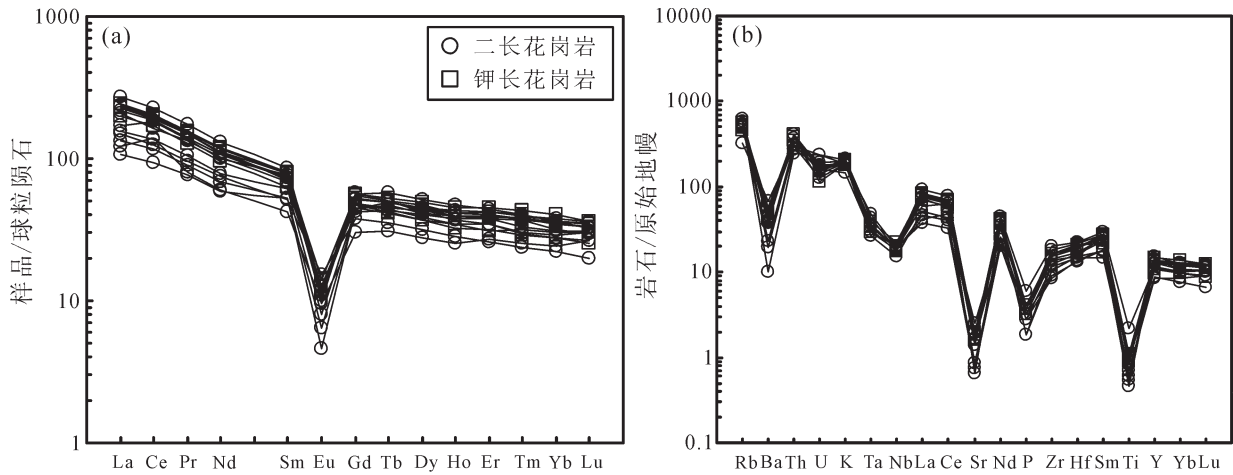 (a)
二长花岗岩
钾长花岗岩
样品/球粒陨石
1000
100
10
1
La Ce Pr Nd Sm Eu Gd Tb Dy Ho Er Tm Yb Lu
(b)
岩石/原始地幔
10000
1000
100
10
1
0.1
Rb Ba Th U K Ta Nb La Ce Sr Nd P Zr Hf Sm Ti Y Yb Lu